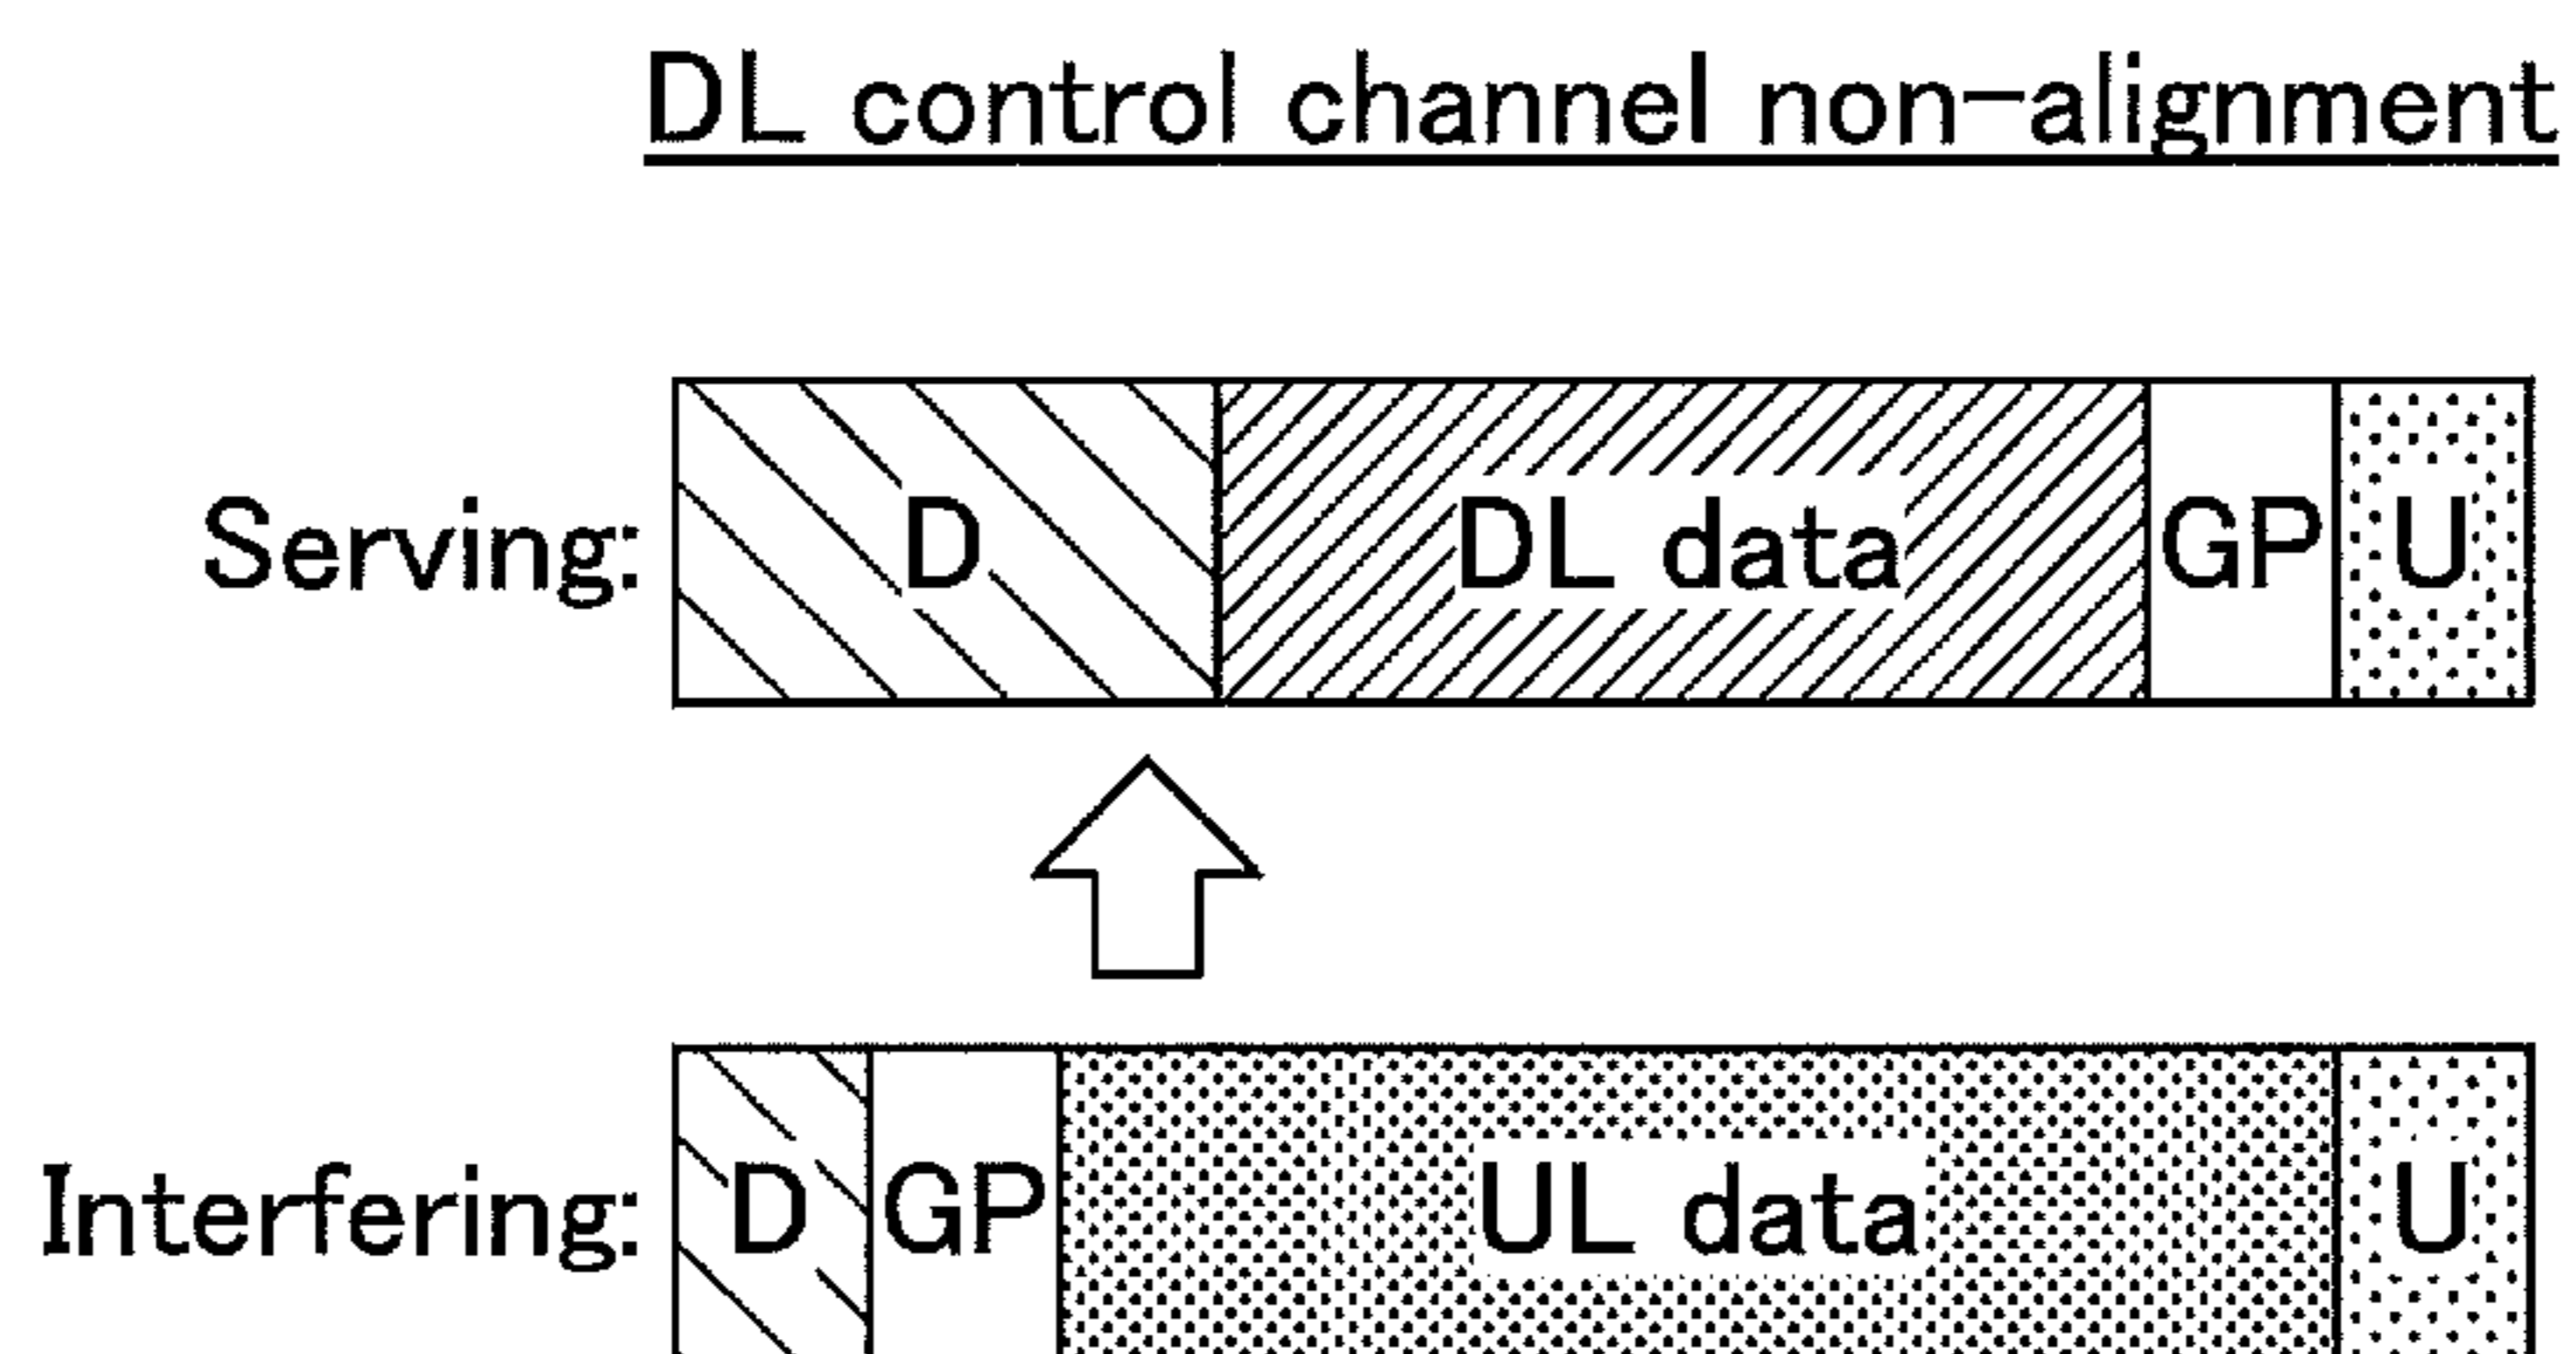 DL control channel non-alignment
Serving: D DL data GP U
Interfering: D GP UL data U